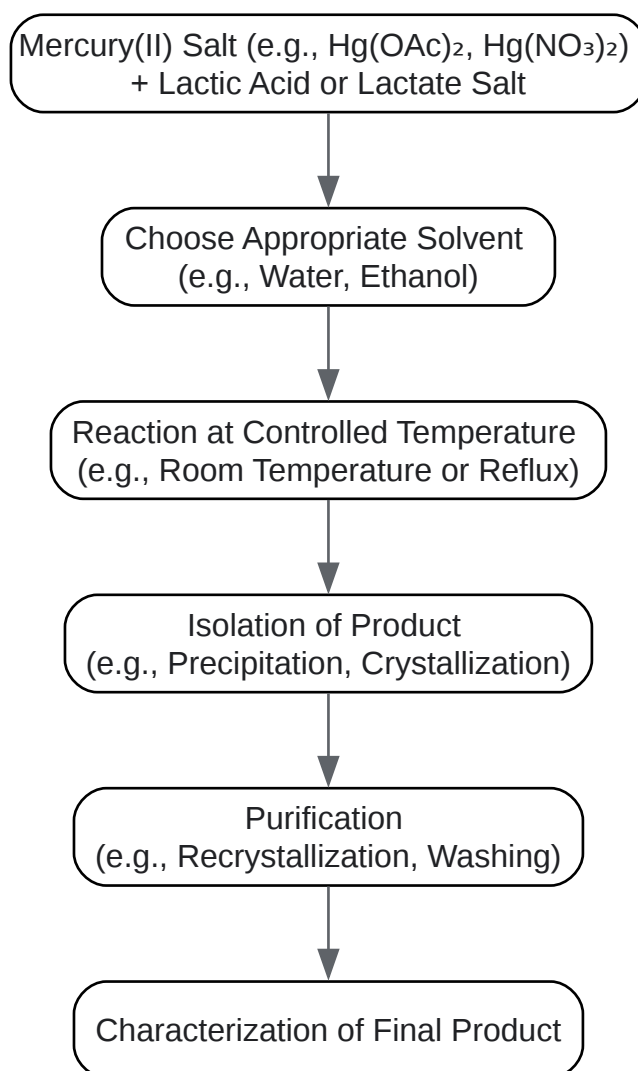 Mercury(II) Salt (e.g., Hg(OAc)₂, Hg(NO₃)₂)
+ Lactic Acid or Lactate Salt
Choose Appropriate Solvent
(e.g., Water, Ethanol)
Reaction at Controlled Temperature
(e.g., Room Temperature or Reflux)
Isolation of Product
(e.g., Precipitation, Crystallization)
Purification
(e.g., Recrystallization, Washing)
Characterization of Final Product